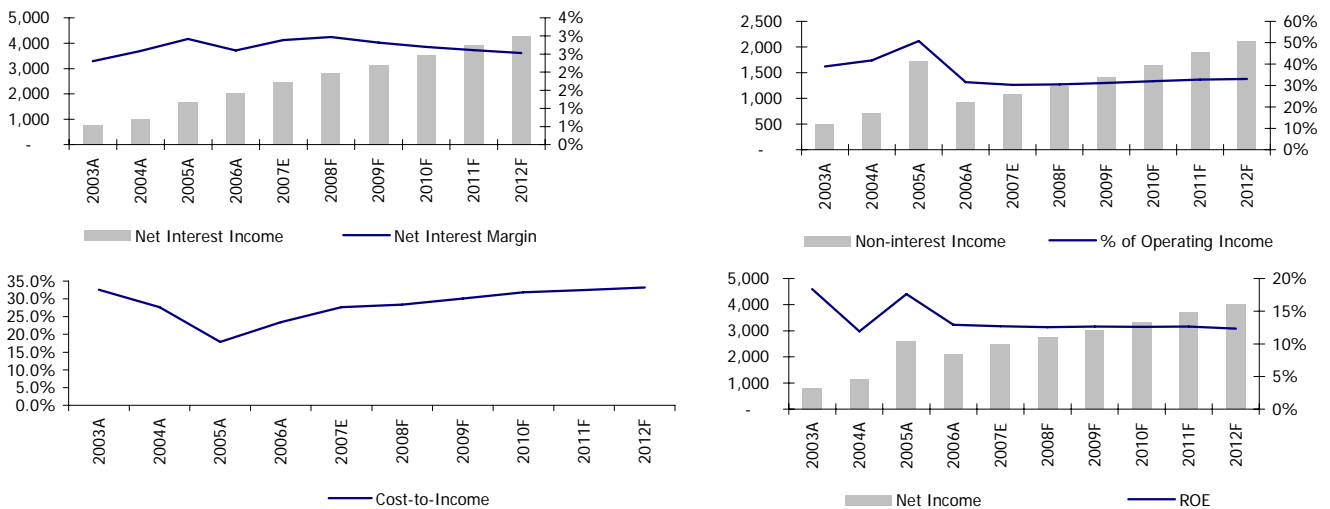 5,000
4,000
3,000
2,000
1,000
-
4%
3%
3%
2%
2%
1%
1%
0%
2003A
2004A
2005A
2006A
2007E
2008F
2009F
2010F
2011F
2012F
Net Interest Income
Net Interest Margin
2,500
2,000
1,500
1,000
500
-
60%
50%
40%
30%
20%
10%
0%
2003A
2004A
2005A
2006A
2007E
2008F
2009F
2010F
2011F
2012F
Non-interest Income
% of Operating Income
35.0%
30.0%
25.0%
20.0%
15.0%
10.0%
5.0%
0.0%
2003A
2004A
2005A
2006A
2007E
2008F
2009F
2010F
2011F
2012F
Cost-to-Income
5,000
4,000
3,000
2,000
1,000
-
20%
15%
10%
5%
0%
2003A
2004A
2005A
2006A
2007E
2008F
2009F
2010F
2011F
2012F
Net Income
ROE